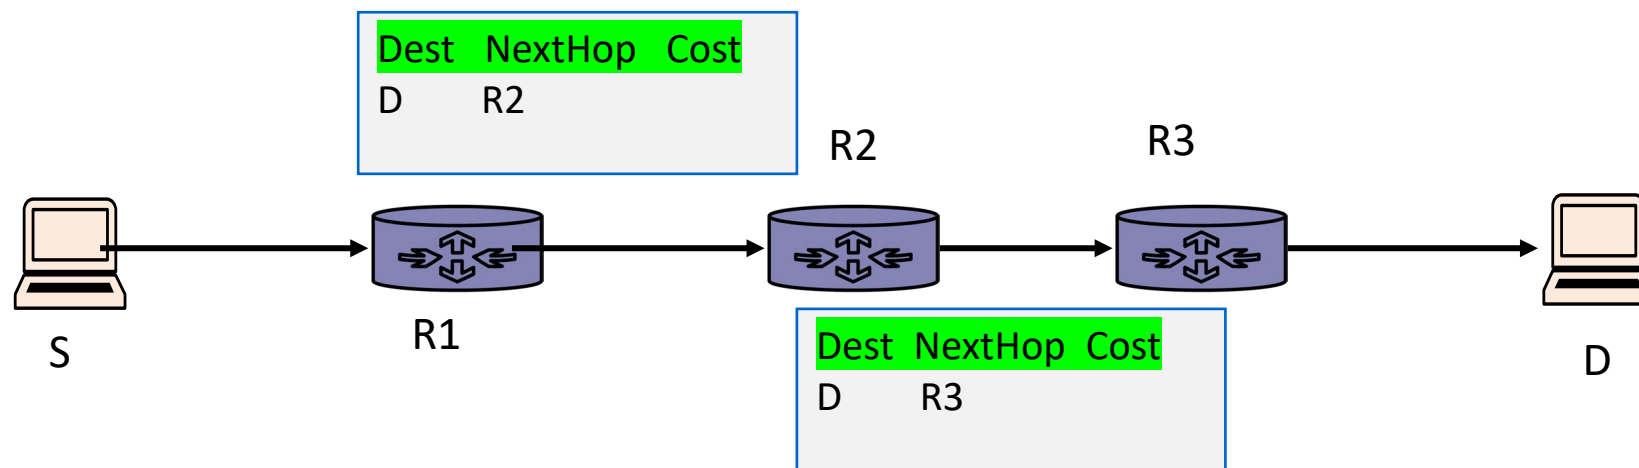 Dest NextHop Cost
D R2
R2
R3
S
R1
Dest NextHop Cost
D R3
D